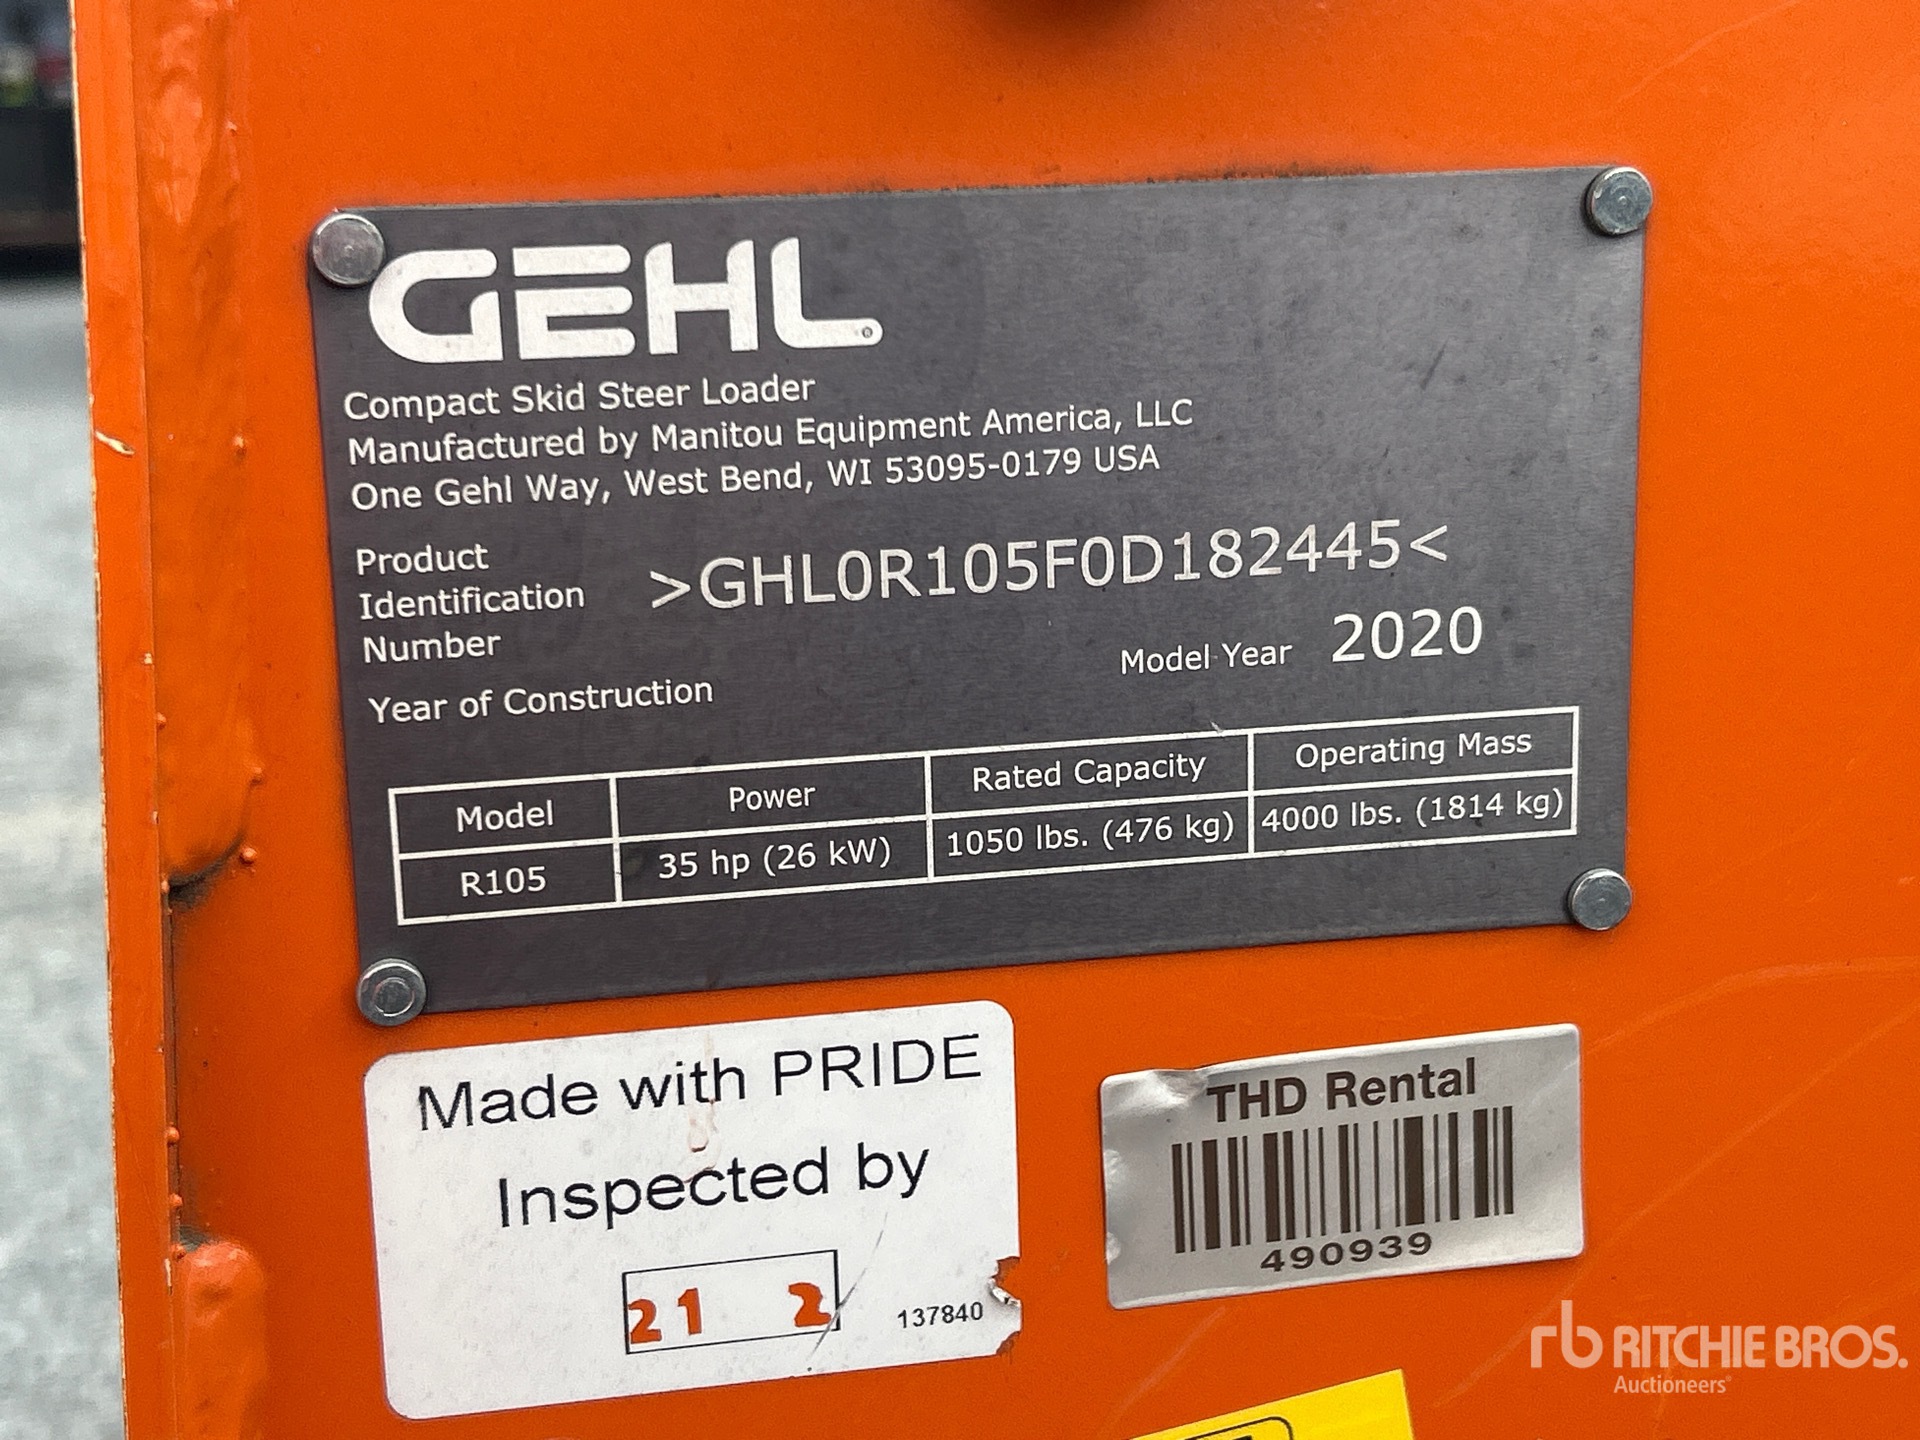 GEHL®
Compact Skid Steer Loader
Manufactured by Manitou Equipment America, LLC
One Gehl Way, West Bend, WI 53095-0179 USA
Product
Identification
Number
>GHL0R105F0D182445<
Model Year 2020
Year of Construction
Model Power Rated Capacity Operating Mass
R105 35 hp (26 kW) 1050 lbs. (476 kg) 4000 lbs. (1814 kg)
Made with PRIDE
Inspected by
21 2
137840
THD Rental
490939
rb RITCHIE BROS.
Auctioneers®